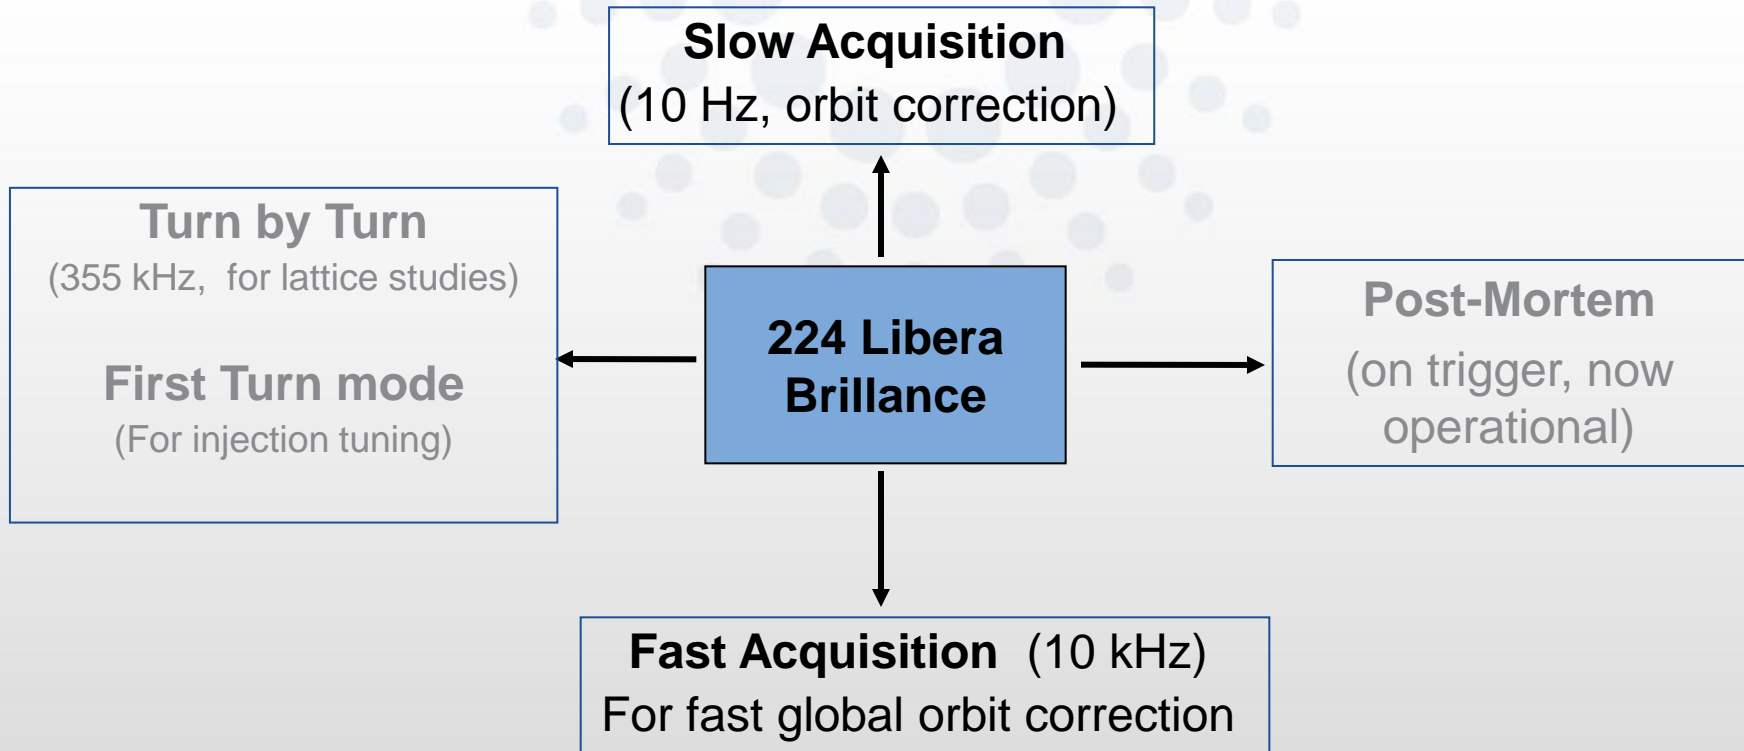 Slow Acquisition
(10 Hz, orbit correction)
Turn by Turn
(355 kHz,  for lattice studies)
First Turn mode
(For injection tuning)
224 Libera
Brillance
Post-Mortem
(on trigger, now
operational)
Fast Acquisition  (10 kHz)
For fast global orbit correction